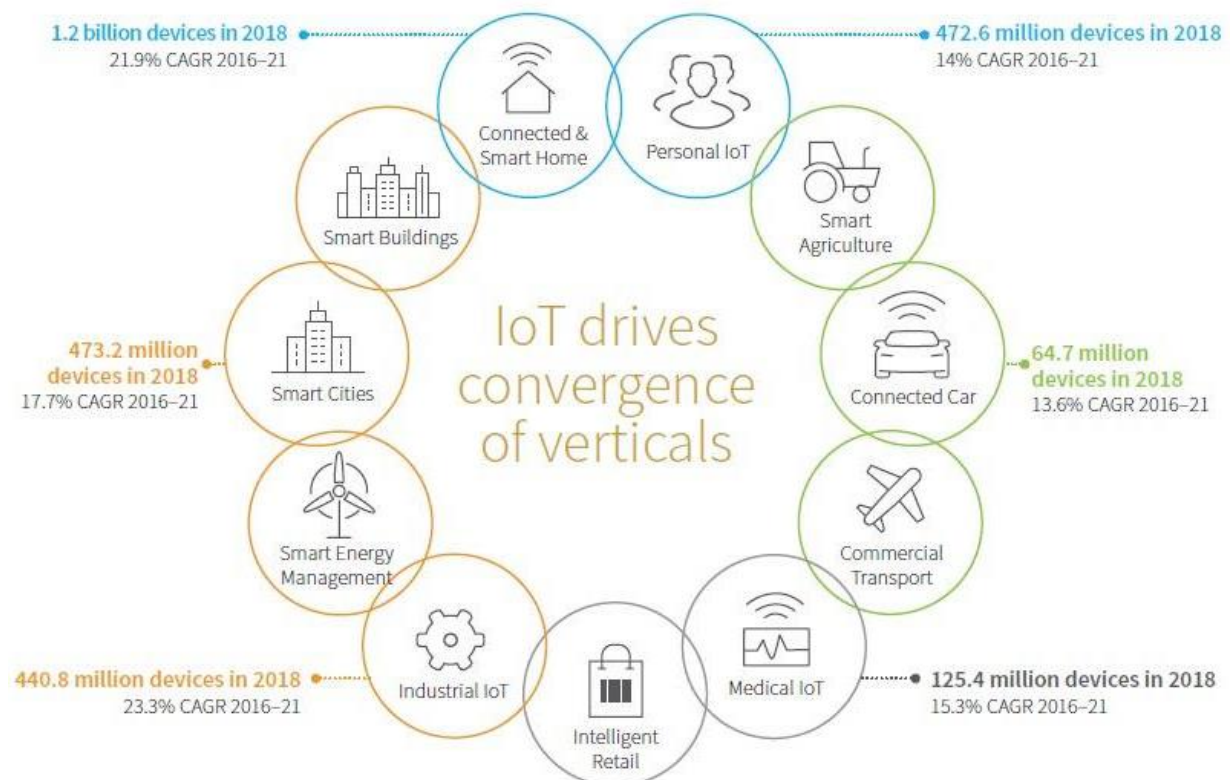 1.2 billion devices in 2018
21.9% CAGR 2016–21
472.6 million devices in 2018
14% CAGR 2016–21
Connected &
Smart Home
Personal IoT
Smart Buildings
Smart
Agriculture
IoT drives
convergence
of verticals
473.2 million
devices in 2018
17.7% CAGR 2016–21
Smart Cities
Connected Car
64.7 million
devices in 2018
13.6% CAGR 2016–21
Smart Energy
Management
Commercial
Transport
440.8 million devices in 2018
23.3% CAGR 2016–21
Industrial IoT
Intelligent
Retail
Medical IoT
125.4 million devices in 2018
15.3% CAGR 2016–21